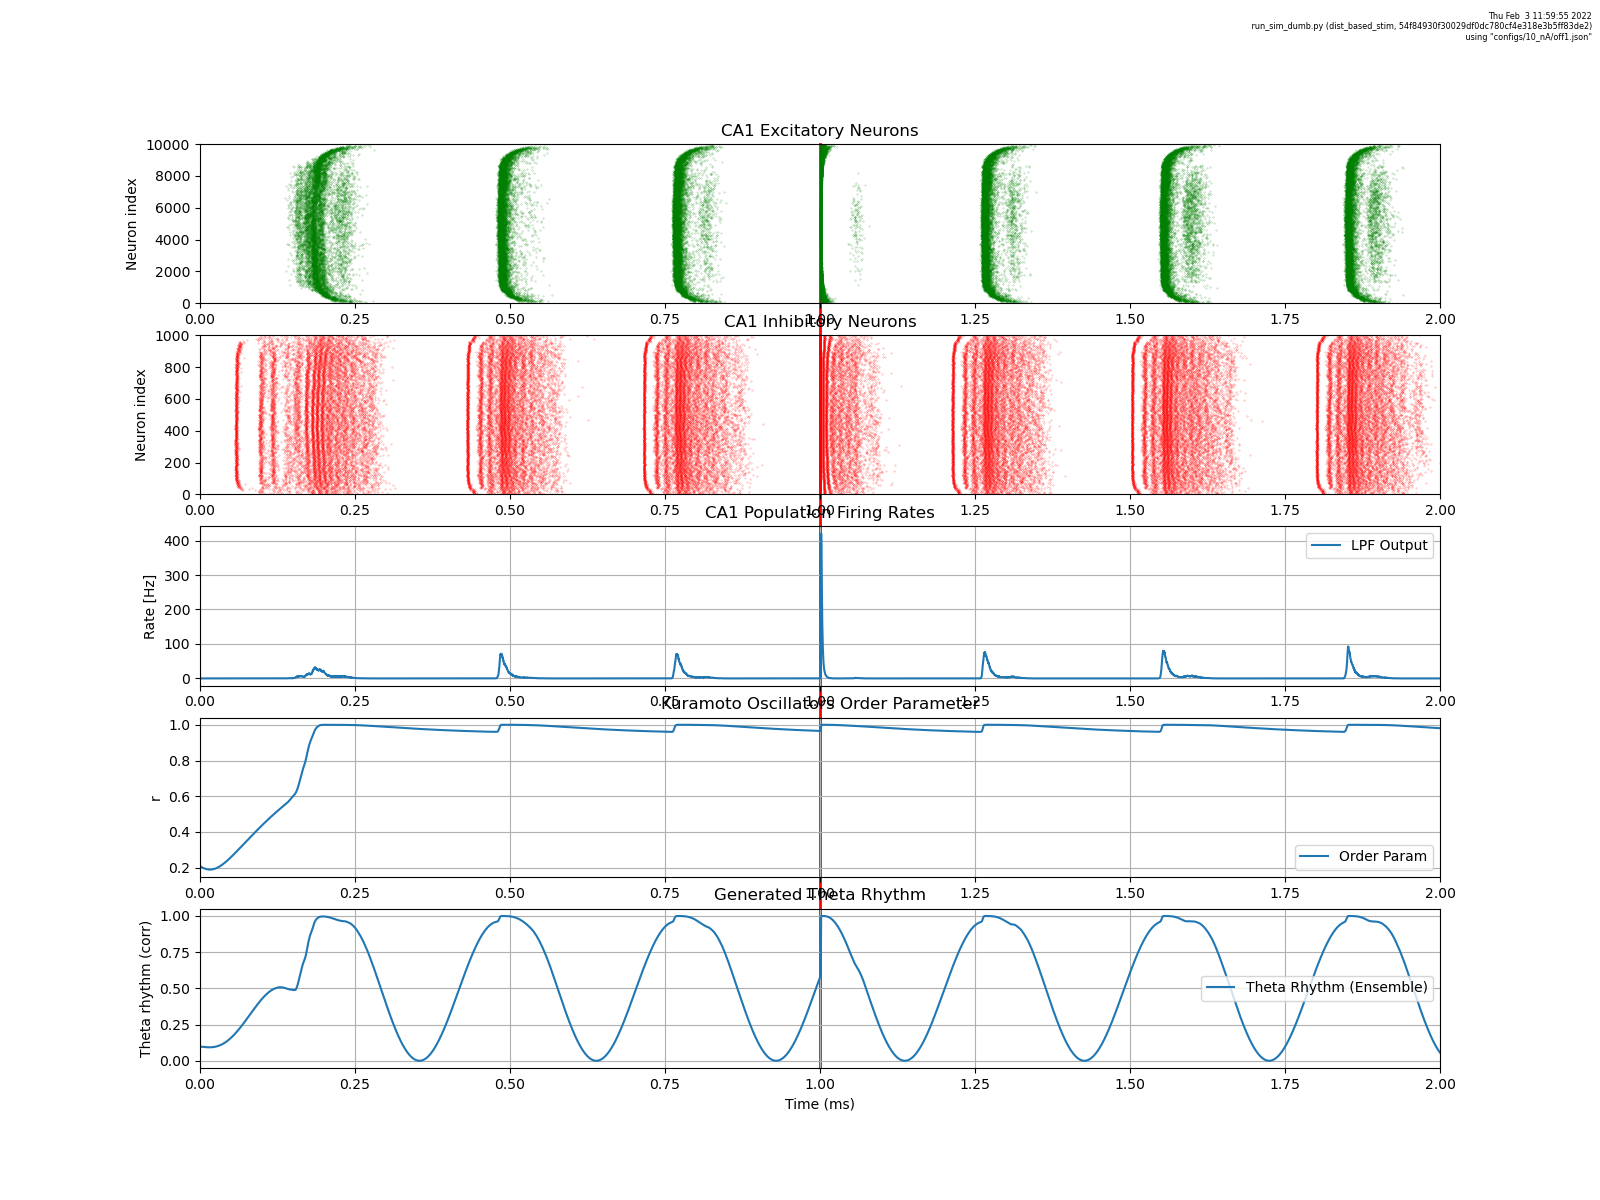 Thu Feb  3 11:59:55 2022
run_sim_dumb.py (dist_based_stim, 54f84930f30029df0dc780cf4e318e3b5ff83de2)
using "configs/10_nA/off1.json"
CA1 Excitatory Neurons
Neuron index
10000
8000
6000
4000
2000
0
0.00 0.25 0.50 0.75 1.00 1.25 1.50 1.75 2.00
CA1 Inhibitory Neurons
Neuron index
1000
800
600
400
200
0
0.00 0.25 0.50 0.75 1.00 1.25 1.50 1.75 2.00
CA1 Population Firing Rates
Rate [Hz]
400
300
200
100
0
LPF Output
0.00 0.25 0.50 0.75 1.00 1.25 1.50 1.75 2.00
Kuramoto Oscillators Order Parameter
r
1.0
0.8
0.6
0.4
0.2
Order Param
0.00 0.25 0.50 0.75 1.00 1.25 1.50 1.75 2.00
Generated Theta Rhythm
Theta rhythm (corr)
1.00
0.75
0.50
0.25
0.00
Theta Rhythm (Ensemble)
0.00 0.25 0.50 0.75 1.00 1.25 1.50 1.75 2.00
Time (ms)